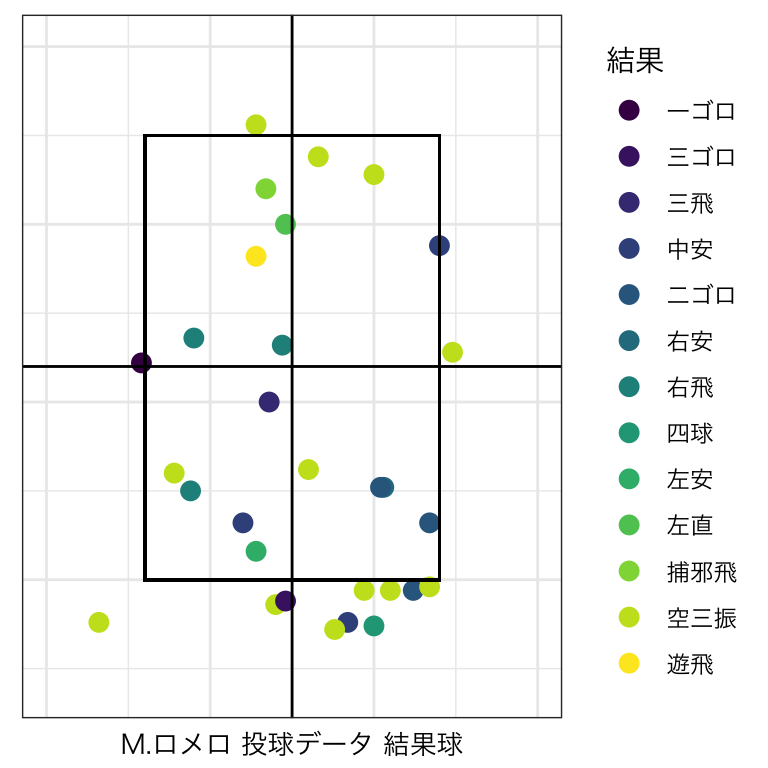 結果
一ゴロ
三ゴロ
三飛
中安
二ゴロ
右安
右飛
四球
左安
左直
捕邪飛
空三振
遊飛
M.ロメロ 投球データ 結果球